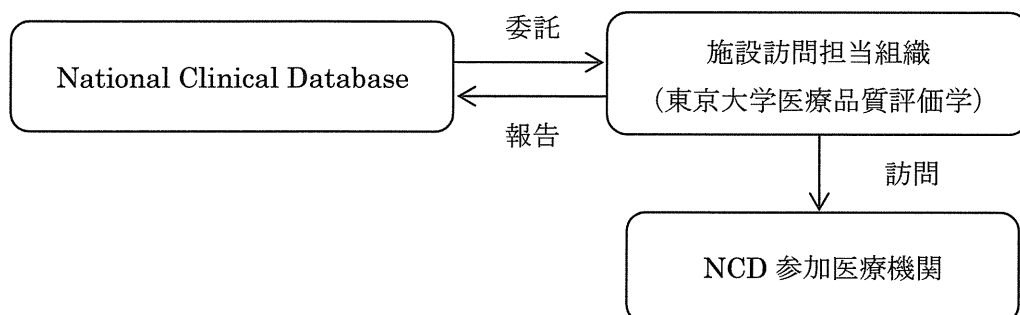 委託
National Clinical Database
施設訪問担当組織
（東京大学医療品質評価学）
報告
訪問
NCD 参加医療機関